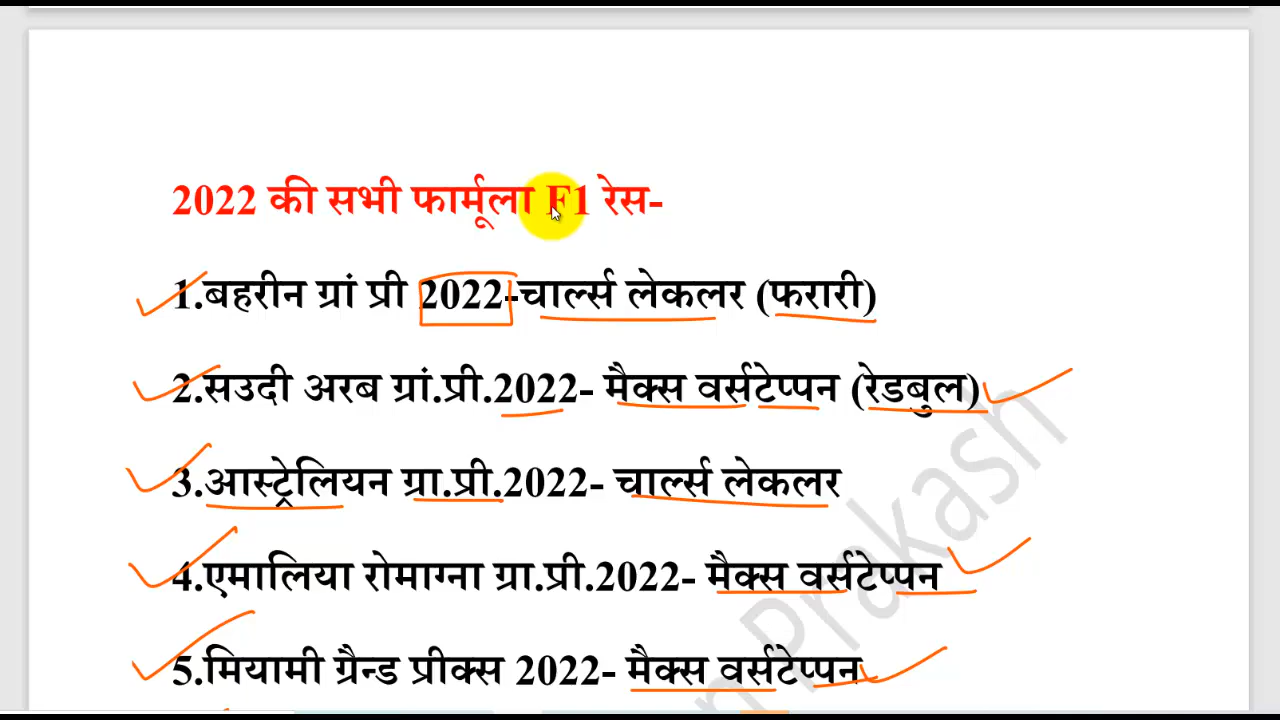 2022 की सभी फार्मूला F1 रेस-
1.बहरीन ग्रां प्री 2022-चार्ल्स लेकलर (फरारी)
2.सउदी अरब ग्रां.प्री.2022- मैक्स वर्सटेप्पन (रेडबुल)
3.आस्ट्रेलियन ग्रा.प्री.2022- चार्ल्स लेकलर
4.एमालिया रोमाग्ना ग्रा.प्री.2022- मैक्स वर्सटेप्पन
5.मियामी ग्रैन्ड प्रीक्स 2022- मैक्स वर्सटेप्पन
Prakash